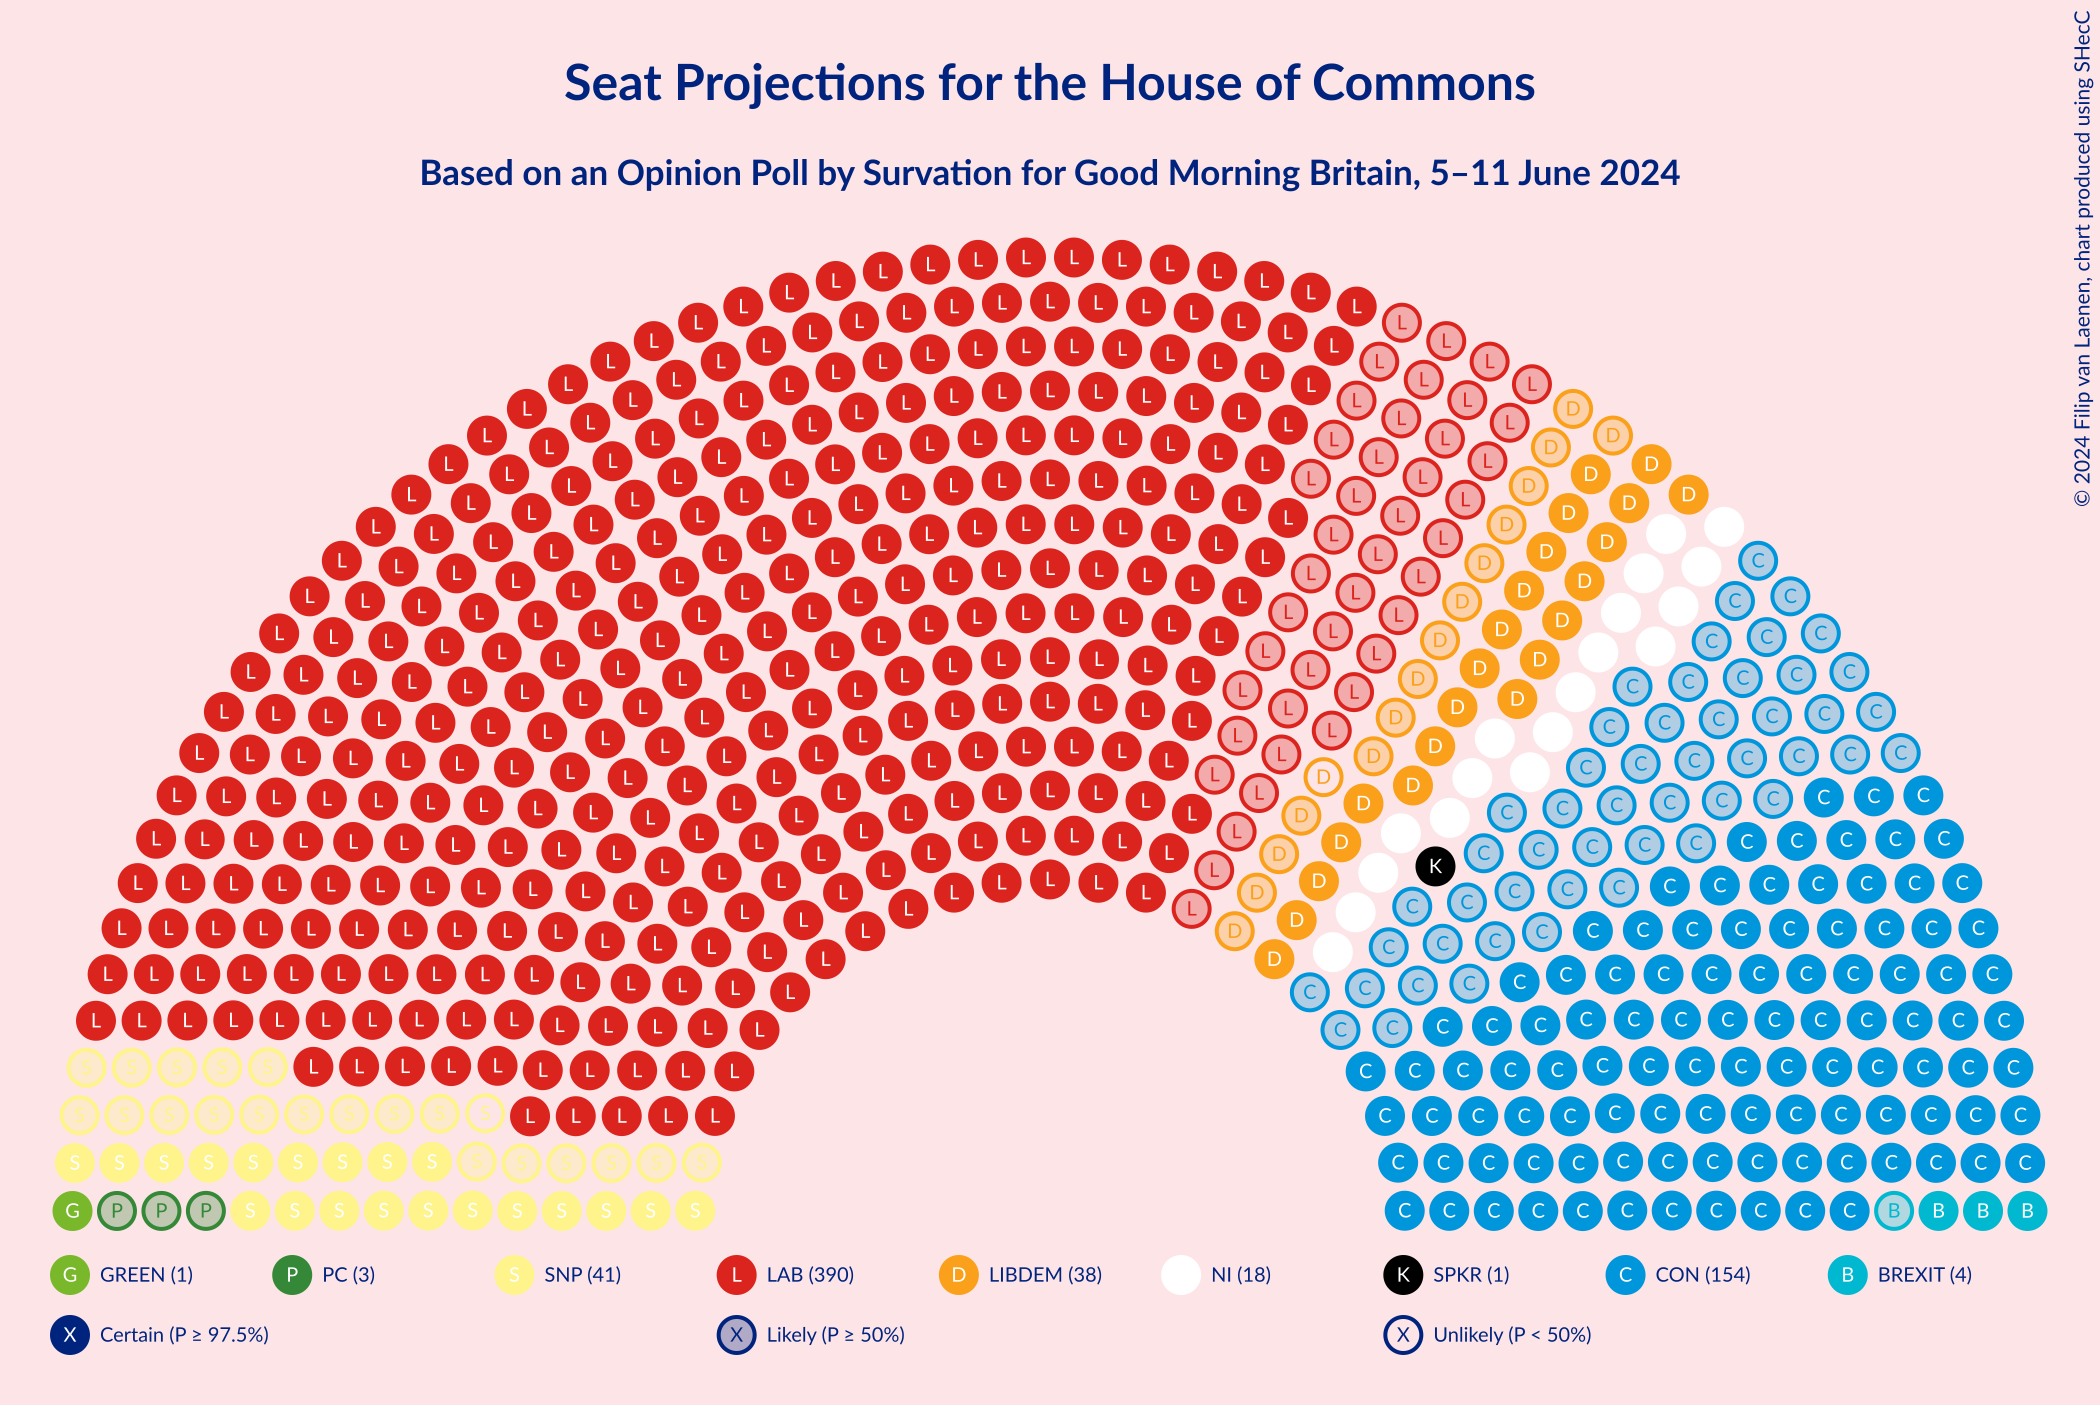 Seat Projections for the House of Commons
Based on an Opinion Poll by Survation for Good Morning Britain, 5–11 June 2024
© 2024 Filip van Laenen, chart produced using SHecC
G GREEN (1) P PC (3) S SNP (41) L LAB (390) D LIBDEM (38) NI (18) K SPKR (1) C CON (154) B BREXIT (4)
X Certain (P ≥ 97.5%) X Likely (P ≥ 50%) X Unlikely (P < 50%)